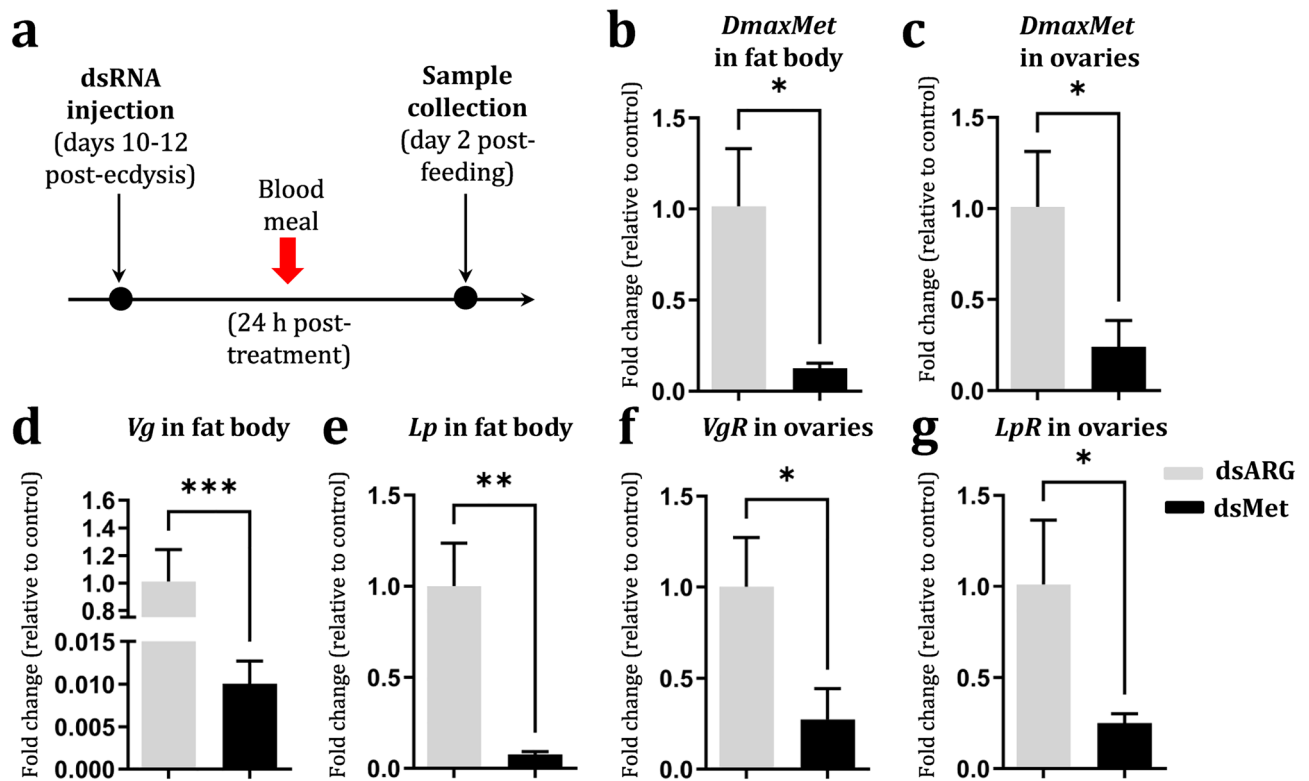 a
dsRNA
injection
(days 10-12
post-ecdysis)
Blood
meal
(24 h post-
treatment)
Sample
collection
(day 2 post-
feeding)
b
DmaxMet
in fat body
Fold change (relative to control)
1.5
1.0
0.5
0.0
*
c
DmaxMet
in ovaries
Fold change (relative to control)
1.5
1.0
0.5
0.0
*
d
Vg in fat body
Fold change (relative to control)
1.6
1.4
1.2
1.0
0.8
0.015
0.010
0.005
0.000
***
e
Lp in fat body
Fold change (relative to control)
1.5
1.0
0.5
0.0
**
f
VgR in ovaries
Fold change (relative to control)
1.5
1.0
0.5
0.0
*
g
LpR in ovaries
Fold change (relative to control)
1.5
1.0
0.5
0.0
*
dsARG
dsMet